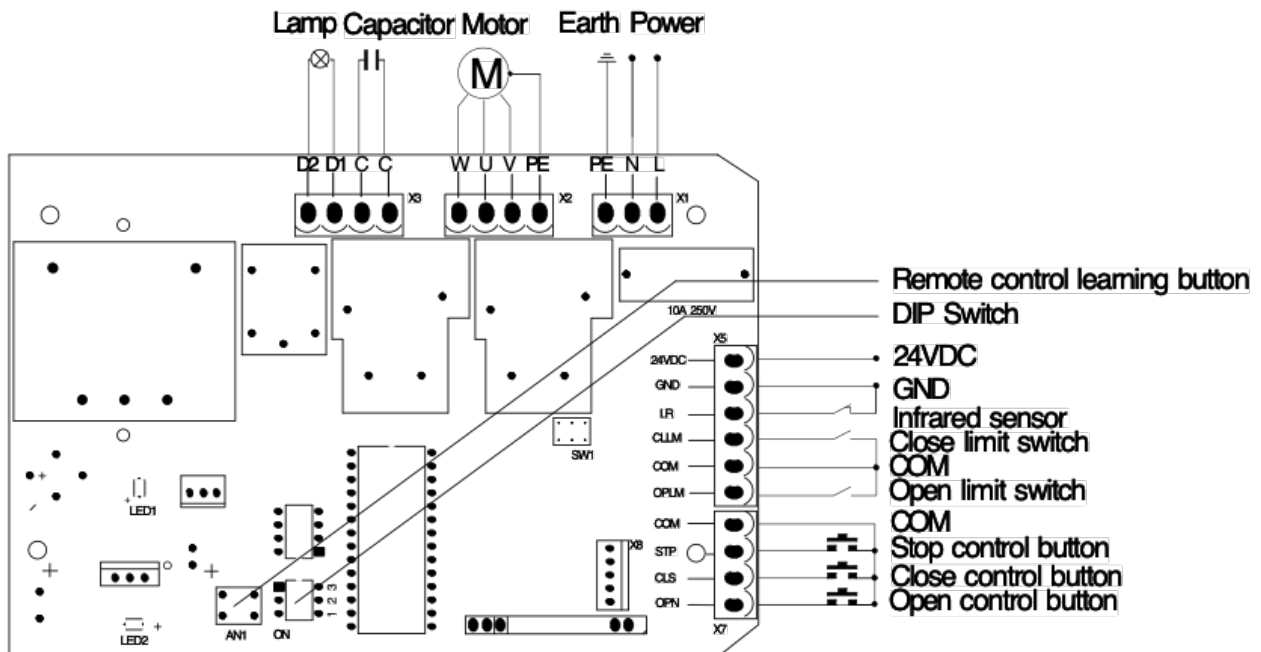 Lamp Capacitor Motor Earth Power
M
D2 D1 C C W U V PE PE N L
X3 X2 X1
Remote control learning button
10A 250V
DIP Switch
X5
24VDC 24VDC
GND GND
I.R Infrared sensor
CLLM Close limit switch
SW1
COM COM
OPLM Open limit switch
LED1
COM COM
STP Stop control button
X8
CLS Close control button
OPN Open control button
1 2 3
LED2 AN1 ON X7